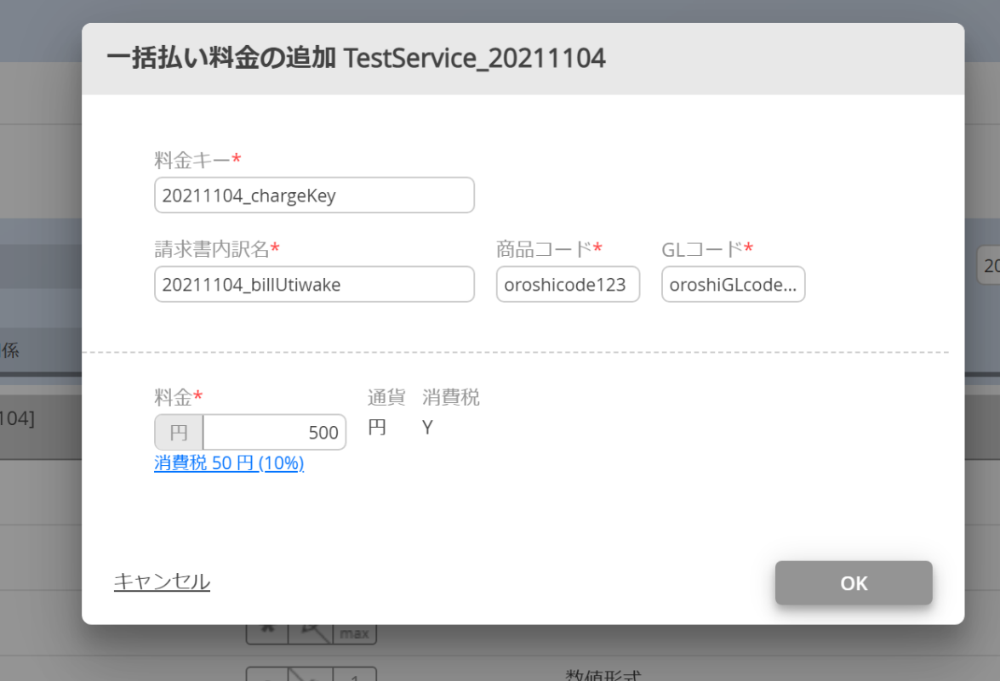 一括払い料金の追加 TestService_20211104
料金キー*
20211104_chargeKey
請求書内訳名* 商品コード* GLコード*
20211104_billUtiwake oroshicode123 oroshiGLcode...
係
料金* 通貨 消費税
円 500 円 Y
104]
消費税 50 円 (10%)
キャンセル OK
max
数値形式